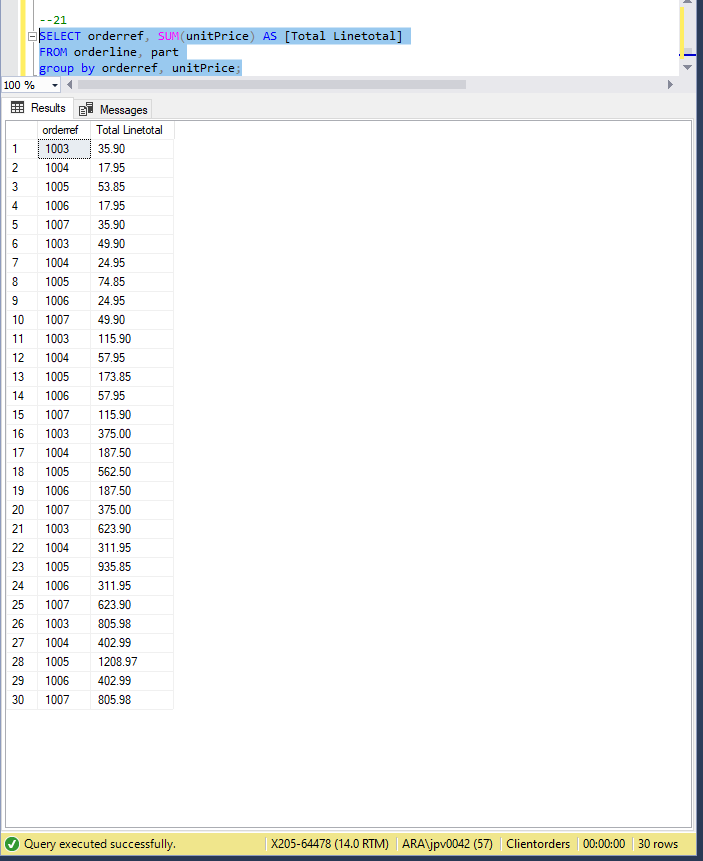 --21
SELECT orderref, SUM(unitPrice) AS [Total Linetotal]
FROM orderline, part
group by orderref, unitPrice;
100 %
Results Messages
orderref Total Linetotal
1 1003 35.90
2 1004 17.95
3 1005 53.85
4 1006 17.95
5 1007 35.90
6 1003 49.90
7 1004 24.95
8 1005 74.85
9 1006 24.95
10 1007 49.90
11 1003 115.90
12 1004 57.95
13 1005 173.85
14 1006 57.95
15 1007 115.90
16 1003 375.00
17 1004 187.50
18 1005 562.50
19 1006 187.50
20 1007 375.00
21 1003 623.90
22 1004 311.95
23 1005 935.85
24 1006 311.95
25 1007 623.90
26 1003 805.98
27 1004 402.99
28 1005 1208.97
29 1006 402.99
30 1007 805.98
Query executed successfully. X205-64478 (14.0 RTM) ARA\jpv0042 (57) Clientorders 00:00:00 30 rows